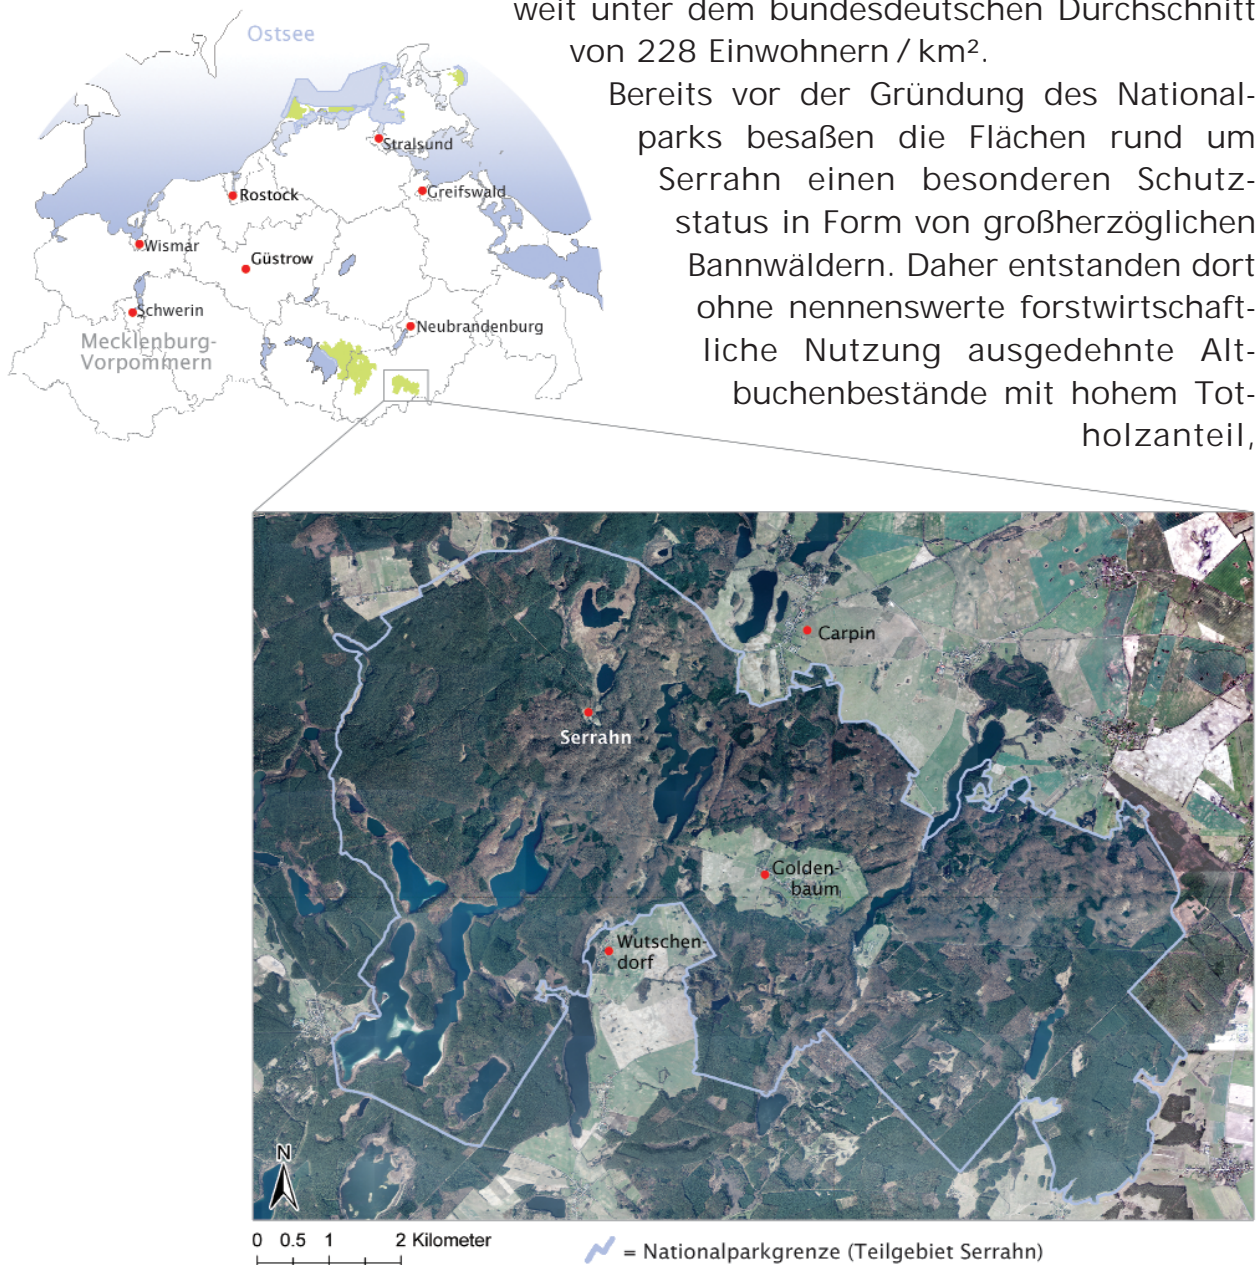 weit unter dem bundesdeutschen Durchschnitt
von 228 Einwohnern / km².
Bereits vor der Gründung des National-
parks besaßen die Flächen rund um
Serrahn einen besonderen Schutz-
status in Form von großherzöglichen
Bannwäldern. Daher entstanden dort
ohne nennenswerte forstwirtschaft-
liche Nutzung ausgedehnte Alt-
buchenbestände mit hohem Tot-
holzanteil,
Ostsee
Stralsund
Greifswald
Rostock
Wismar
Güstrow
Schwerin
Neubrandenburg
Mecklenburg-
Vorpommern
Carpin
Serrahn
Golden-
baum
Wutschen-
dorf
N
0 0.5 1 2 Kilometer
= Nationalparkgrenze (Teilgebiet Serrahn)